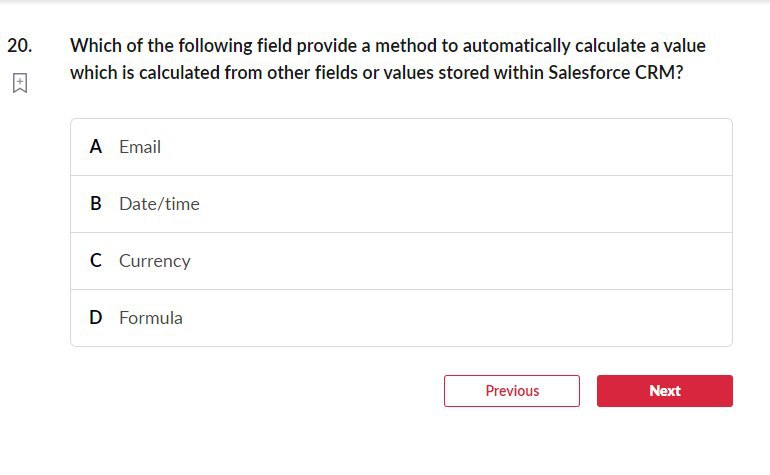 20. Which of the following field provide a method to automatically calculate a value
which is calculated from other fields or values stored within Salesforce CRM?
A Email
B Date/time
C Currency
D Formula
Previous Next